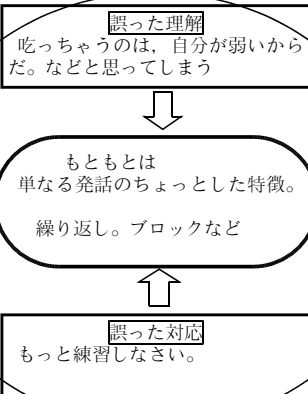 誤った理解
吃っちゃうのは，自分が弱いから
だ。などと思ってしまう
もともとは
単なる発話のちょっとした特徴。
繰り返し。ブロックなど
誤った対応
もっと練習しなさい。